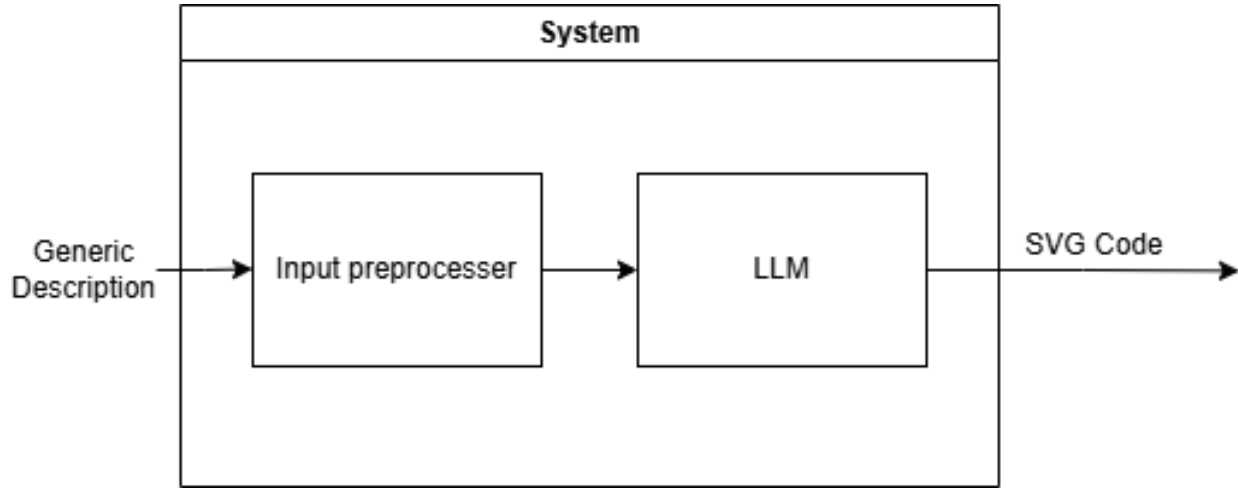 System
Generic
Description
Input preprocesser
LLM
SVG Code